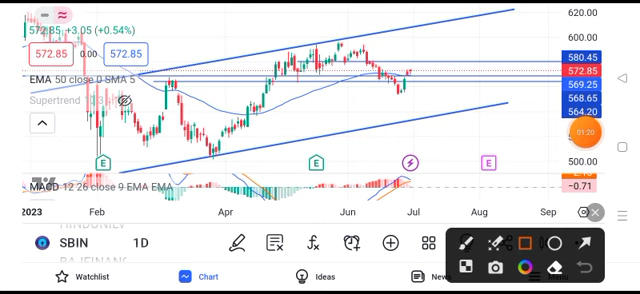 620.00
572.85 +3.05 (+0.54%)
600.00
572.85 0.00 572.85
580.45
572.85
EMA 50 close 0 SMA 5
569.25
568.65
Supertrend
564.20
01:20
E E E
500.00
MACD 12 26 close 9 EMA EMA
−0.71
2023 Feb Apr Jun Jul Aug Sep
SBIN 1D
Watchlist Chart Ideas News